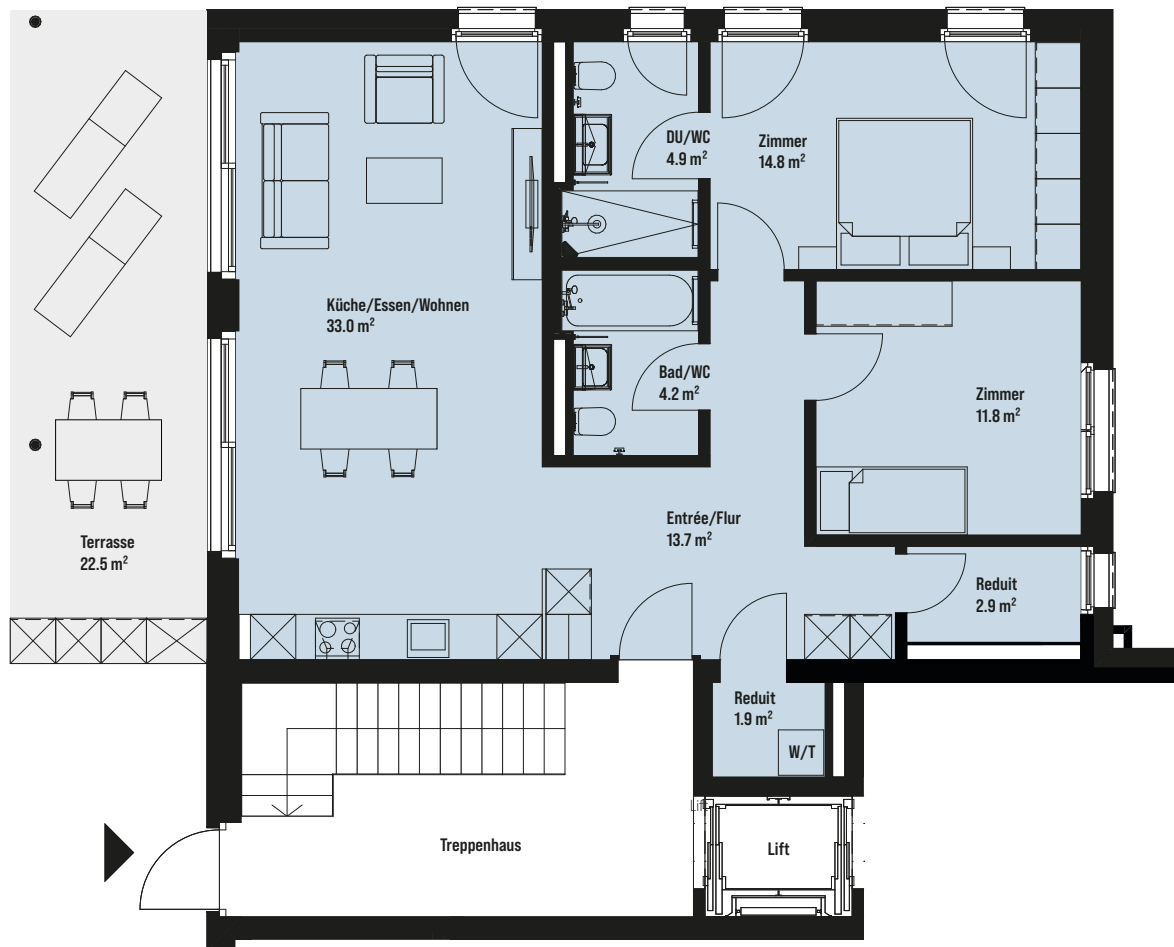 DU/WC
4.9 m²
Zimmer
14.8 m²
Küche/Essen/Wohnen
33.0 m²
Bad/WC
4.2 m²
Zimmer
11.8 m²
Terrasse
22.5 m²
Entrée/Flur
13.7 m²
Reduit
2.9 m²
Reduit
1.9 m²
W/T
Lift
Treppenhaus
Lift